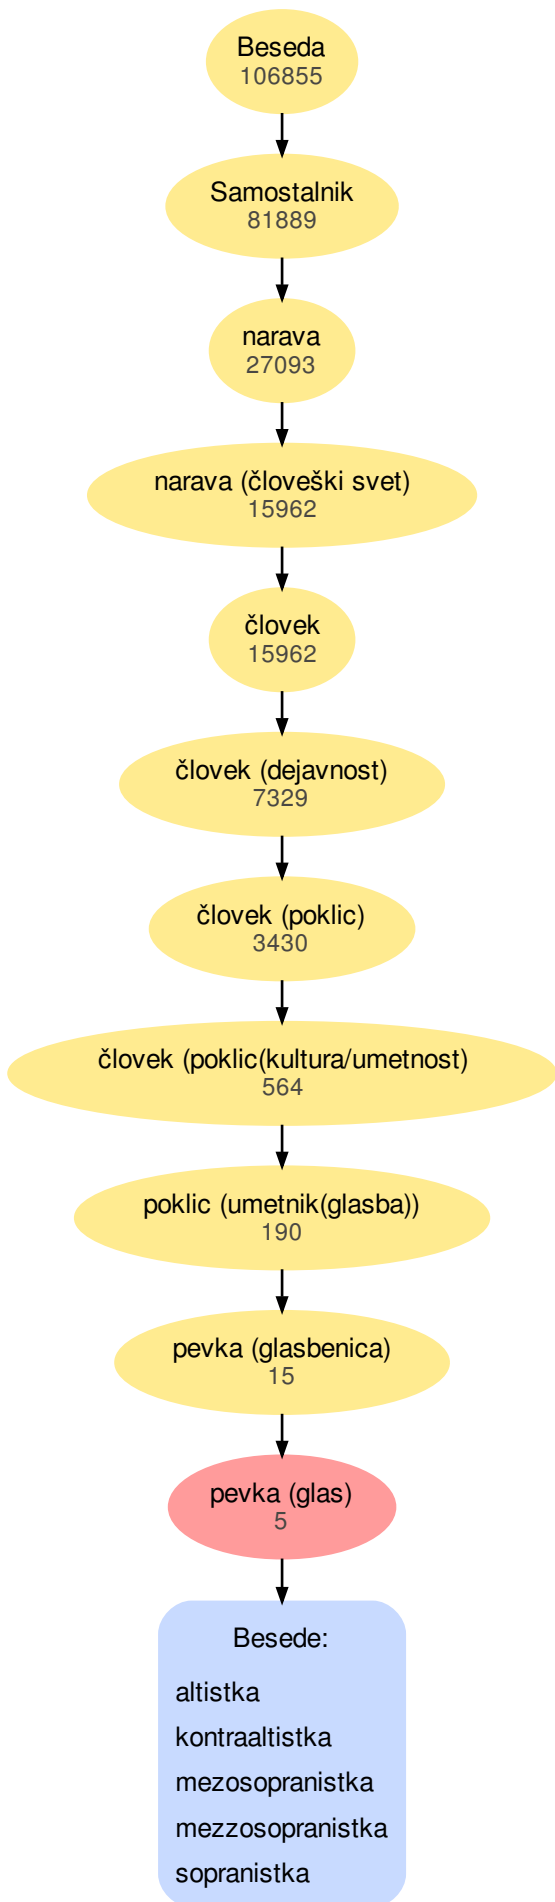 Beseda
106855
Samostalnik
81889
narava
27093
narava (človeški svet)
15962
človek
15962
človek (dejavnost)
7329
človek (poklic)
3430
človek (poklic(kultura/umetnost)
564
poklic (umetnik(glasba))
190
pevka (glasbenica)
15
pevka (glas)
5
Besede:
altistka
kontraaltistka
mezosopranistka
mezzosopranistka
sopranistka